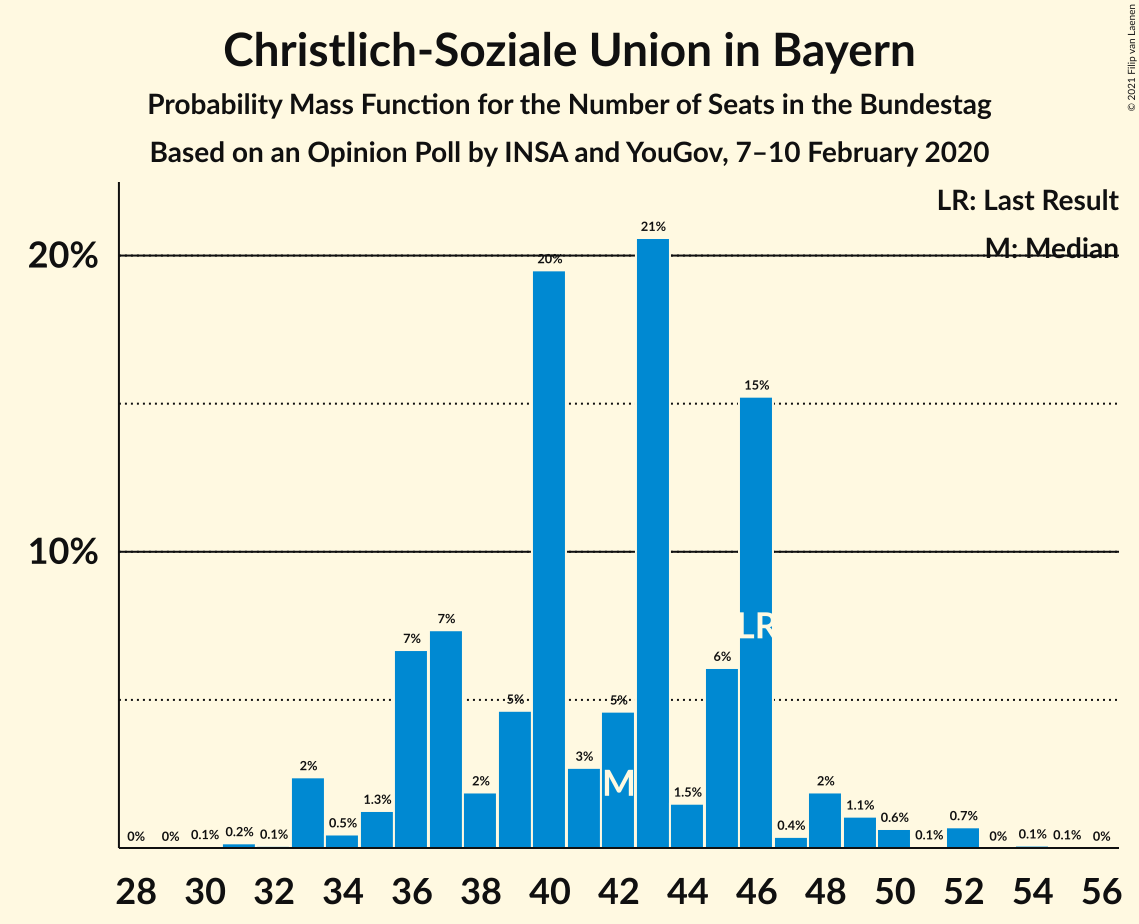 Christlich-Soziale Union in Bayern
Probability Mass Function for the Number of Seats in the Bundestag
Based on an Opinion Poll by INSA and YouGov, 7–10 February 2020
© 2021 Filip van Laenen
LR: Last Result
M: Median
20%
10%
0% 0% 0.1% 0.2% 0.1% 2% 0.5% 1.3% 7% 7% 2% 5% 20% 3% 5% 21% 1.5% 6% 15% 0.4% 2% 1.1% 0.6% 0.1% 0.7% 0% 0.1% 0.1% 0%
M
LR
28 30 32 34 36 38 40 42 44 46 48 50 52 54 56